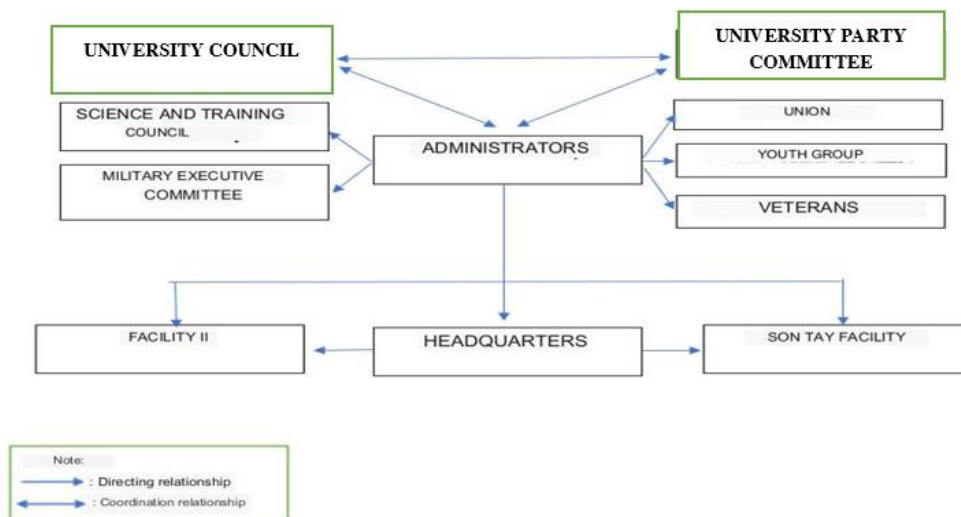 UNIVERSITY COUNCIL
UNIVERSITY PARTY
COMMITTEE
SCIENCE AND TRAINING
COUNCIL
MILITARY EXECUTIVE
COMMITTEE
ADMINISTRATORS
UNION
YOUTH GROUP
VETERANS
FACILITY II
HEADQUARTERS
SON TAY FACILITY
Note:
: Directing relationship
: Coordination relationship